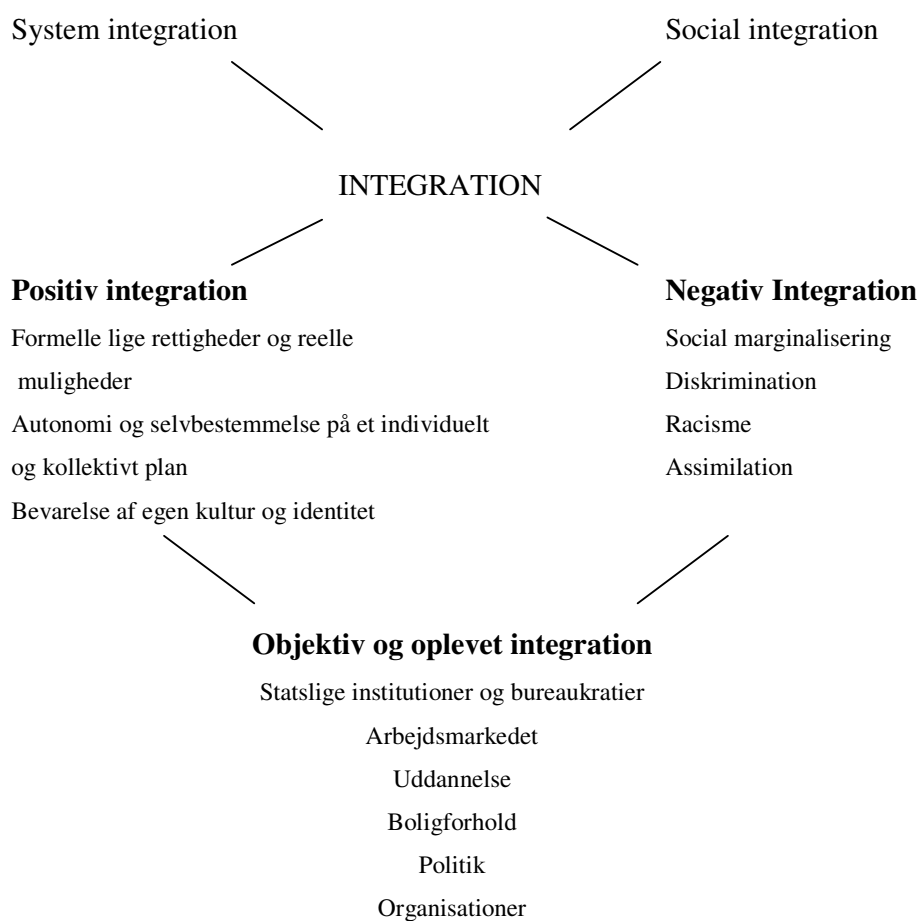 System integration
Social integration
INTEGRATION
Positiv integration
Formelle lige rettigheder og reelle
muligheder
Autonomi og selvbestemmelse på et individuelt
og kollektivt plan
Bevarelse af egen kultur og identitet
Negativ Integration
Social marginalisering
Diskrimination
Racisme
Assimilation
Objektiv og oplevet integration
Statslige institutioner og bureaukratier
Arbejdsmarkedet
Uddannelse
Boligforhold
Politik
Organisationer